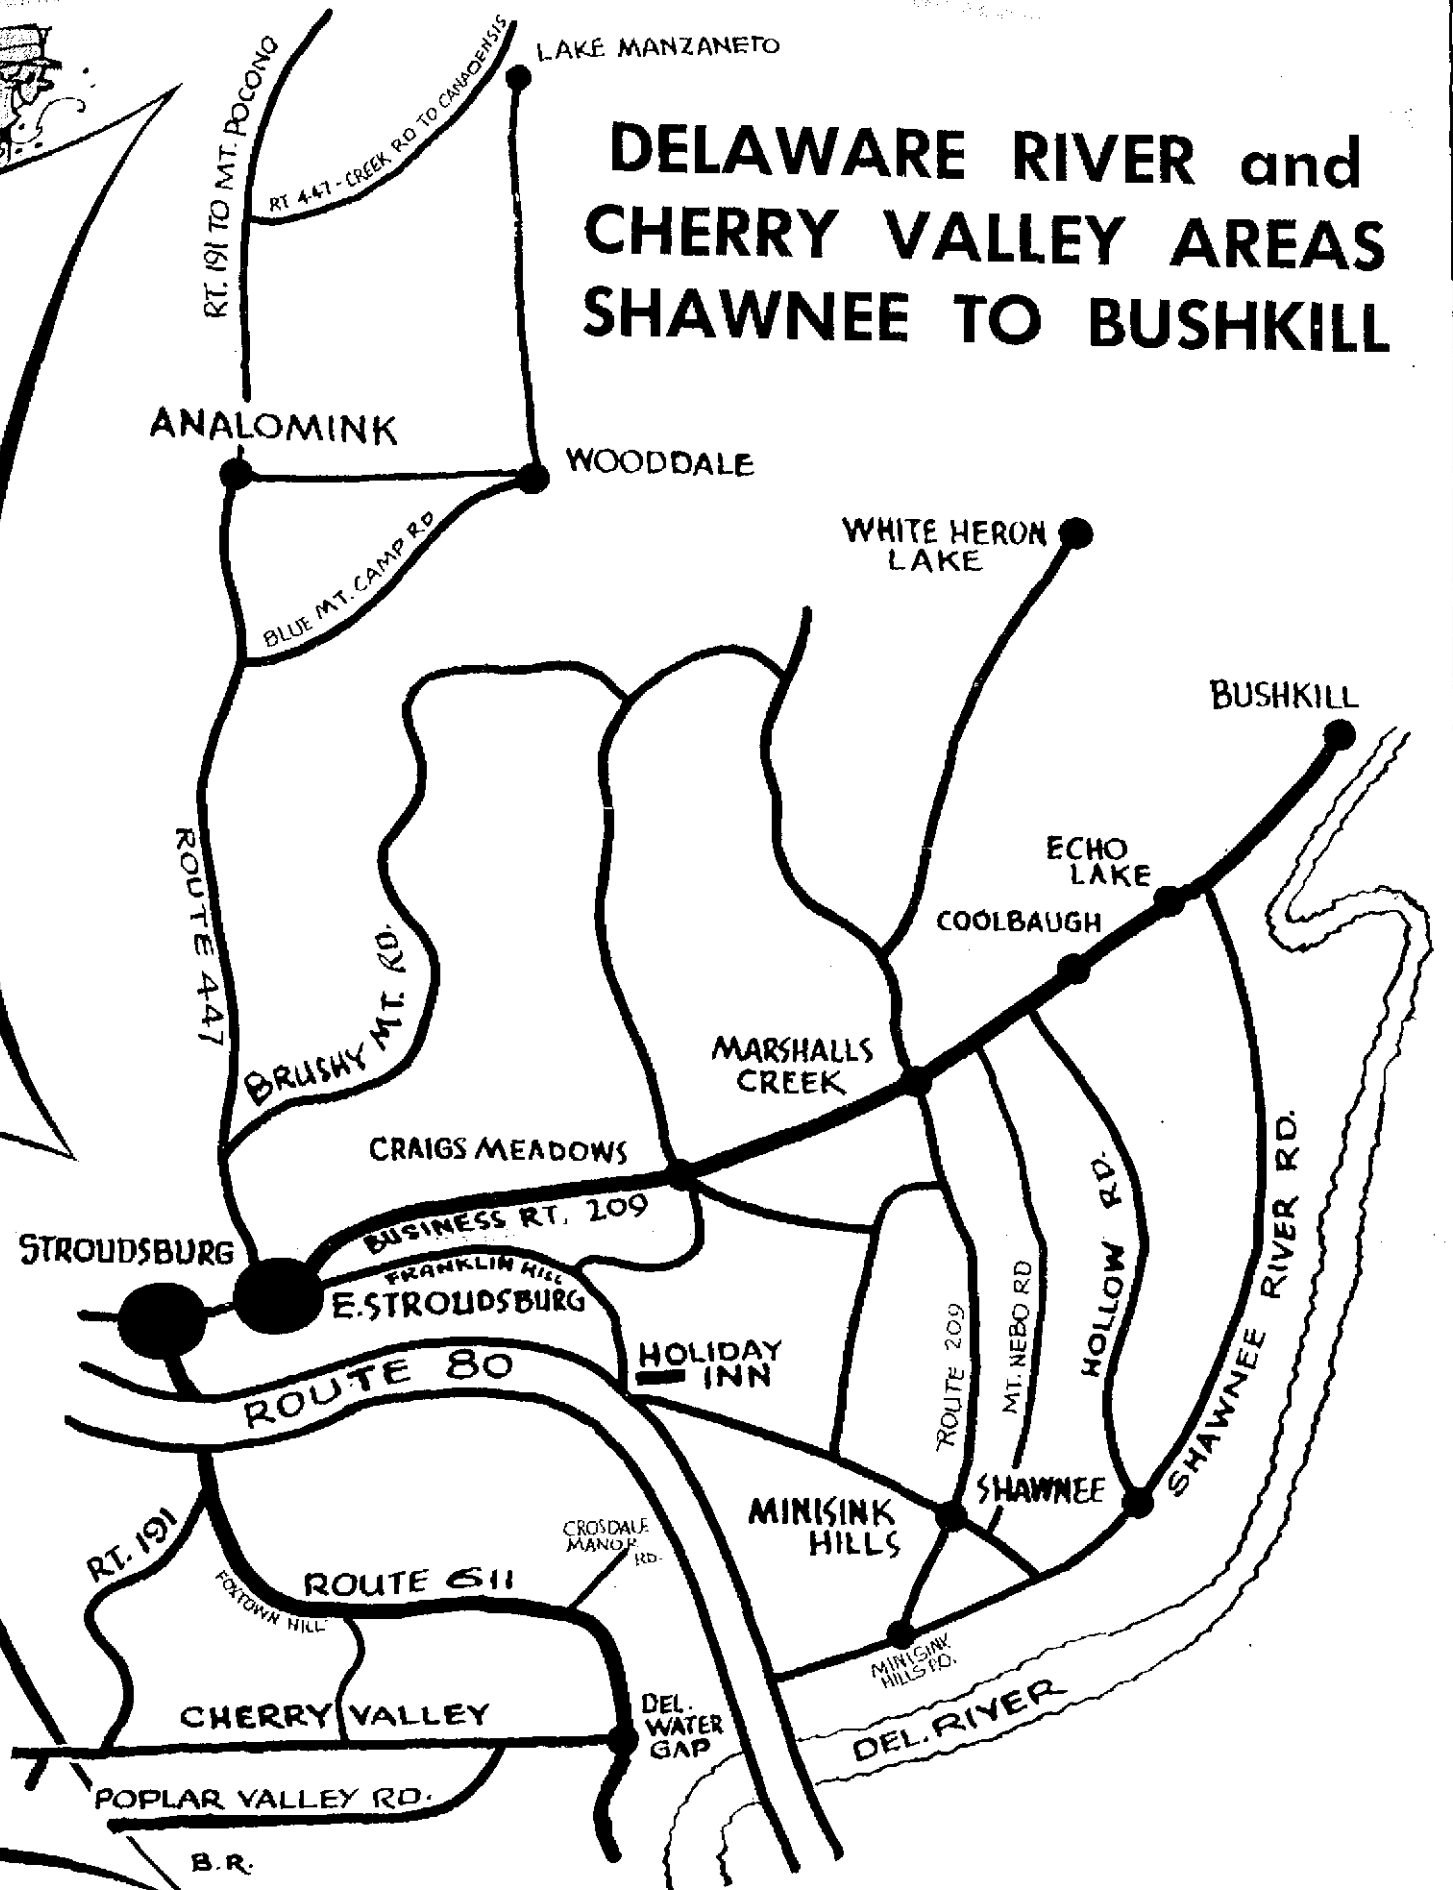 LAKE MANZANETO
RT. 191 TO MT. POCONO
RT 447-CREEK RD TO CANADENSIS
DELAWARE RIVER and
CHERRY VALLEY AREAS
SHAWNEE TO BUSHKILL
ANALOMINK
WOODDALE
BLUE MT. CAMP RD
WHITE HERON
LAKE
BUSHKILL
ROUTE 447
ECHO
LAKE
COOLBAUGH
BRUSHY MT. RD.
MARSHALLS
CREEK
CRAIGS MEADOWS
BUSINESS RT. 209
STROUDSBURG
FRANKLIN HILL
E. STROUDSBURG
HOLLOW RD.
SHAWNEE RIVER RD.
MT. NEBO RD
ROUTE 209
HOLIDAY
INN
ROUTE 80
SHAWNEE
MINISINK
HILLS
RT. 191
CROSDALE
MANOR
RD.
ROUTE 611
FOXTOWN HILL
MINISINK
HILLS RD.
DEL. RIVER
CHERRY VALLEY
DEL.
WATER
GAP
POPLAR VALLEY RD.
B.R.